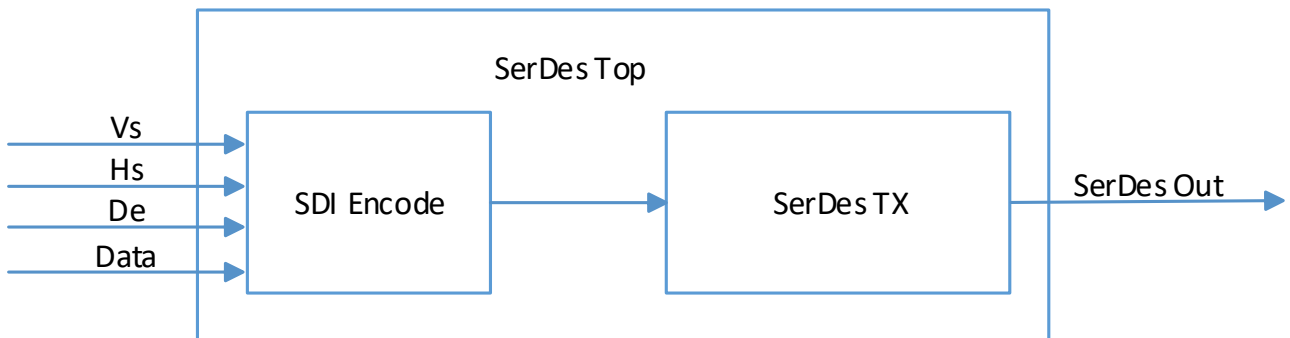 SerDes Top
Vs
Hs
De
Data
SDI Encode
SerDes TX
SerDes Out